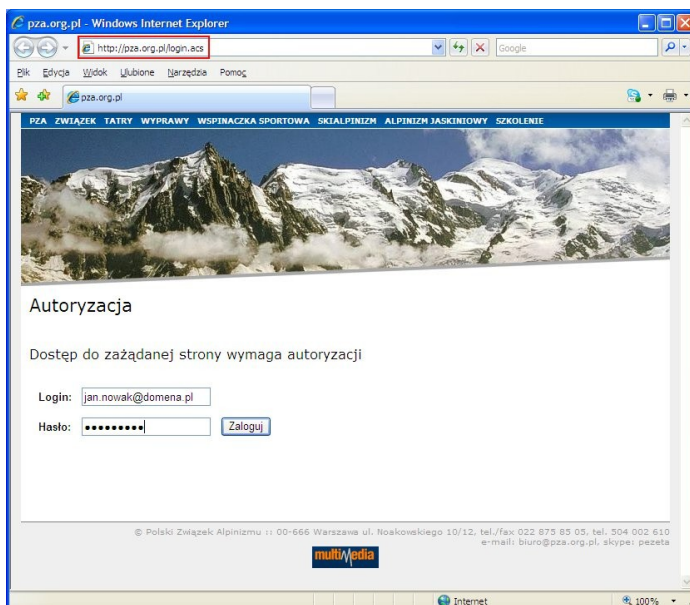 pza.org.pl - Windows Internet Explorer
http://pza.org.pl/login.acs
Google
Plik Edycja Widok Ulubione Narzędzia Pomoc
pza.org.pl
PZA ZWIĄZEK TATRY WYPRAWY WSPINACZKA SPORTOWA SKIALPINIZM ALPINIZM JASKINIOWY SZKOLENIE
Autoryzacja
Dostęp do zażądanej strony wymaga autoryzacji
Login: jan.nowak@domena.pl
Hasło: ●●●●●●●●● Zaloguj
© Polski Związek Alpinizmu :: 00-666 Warszawa ul. Noakowskiego 10/12, tel./fax 022 875 85 05, tel. 504 002 610
e-mail: biuro@pza.org.pl, skype: pezeta
multiMedia
Internet 100%